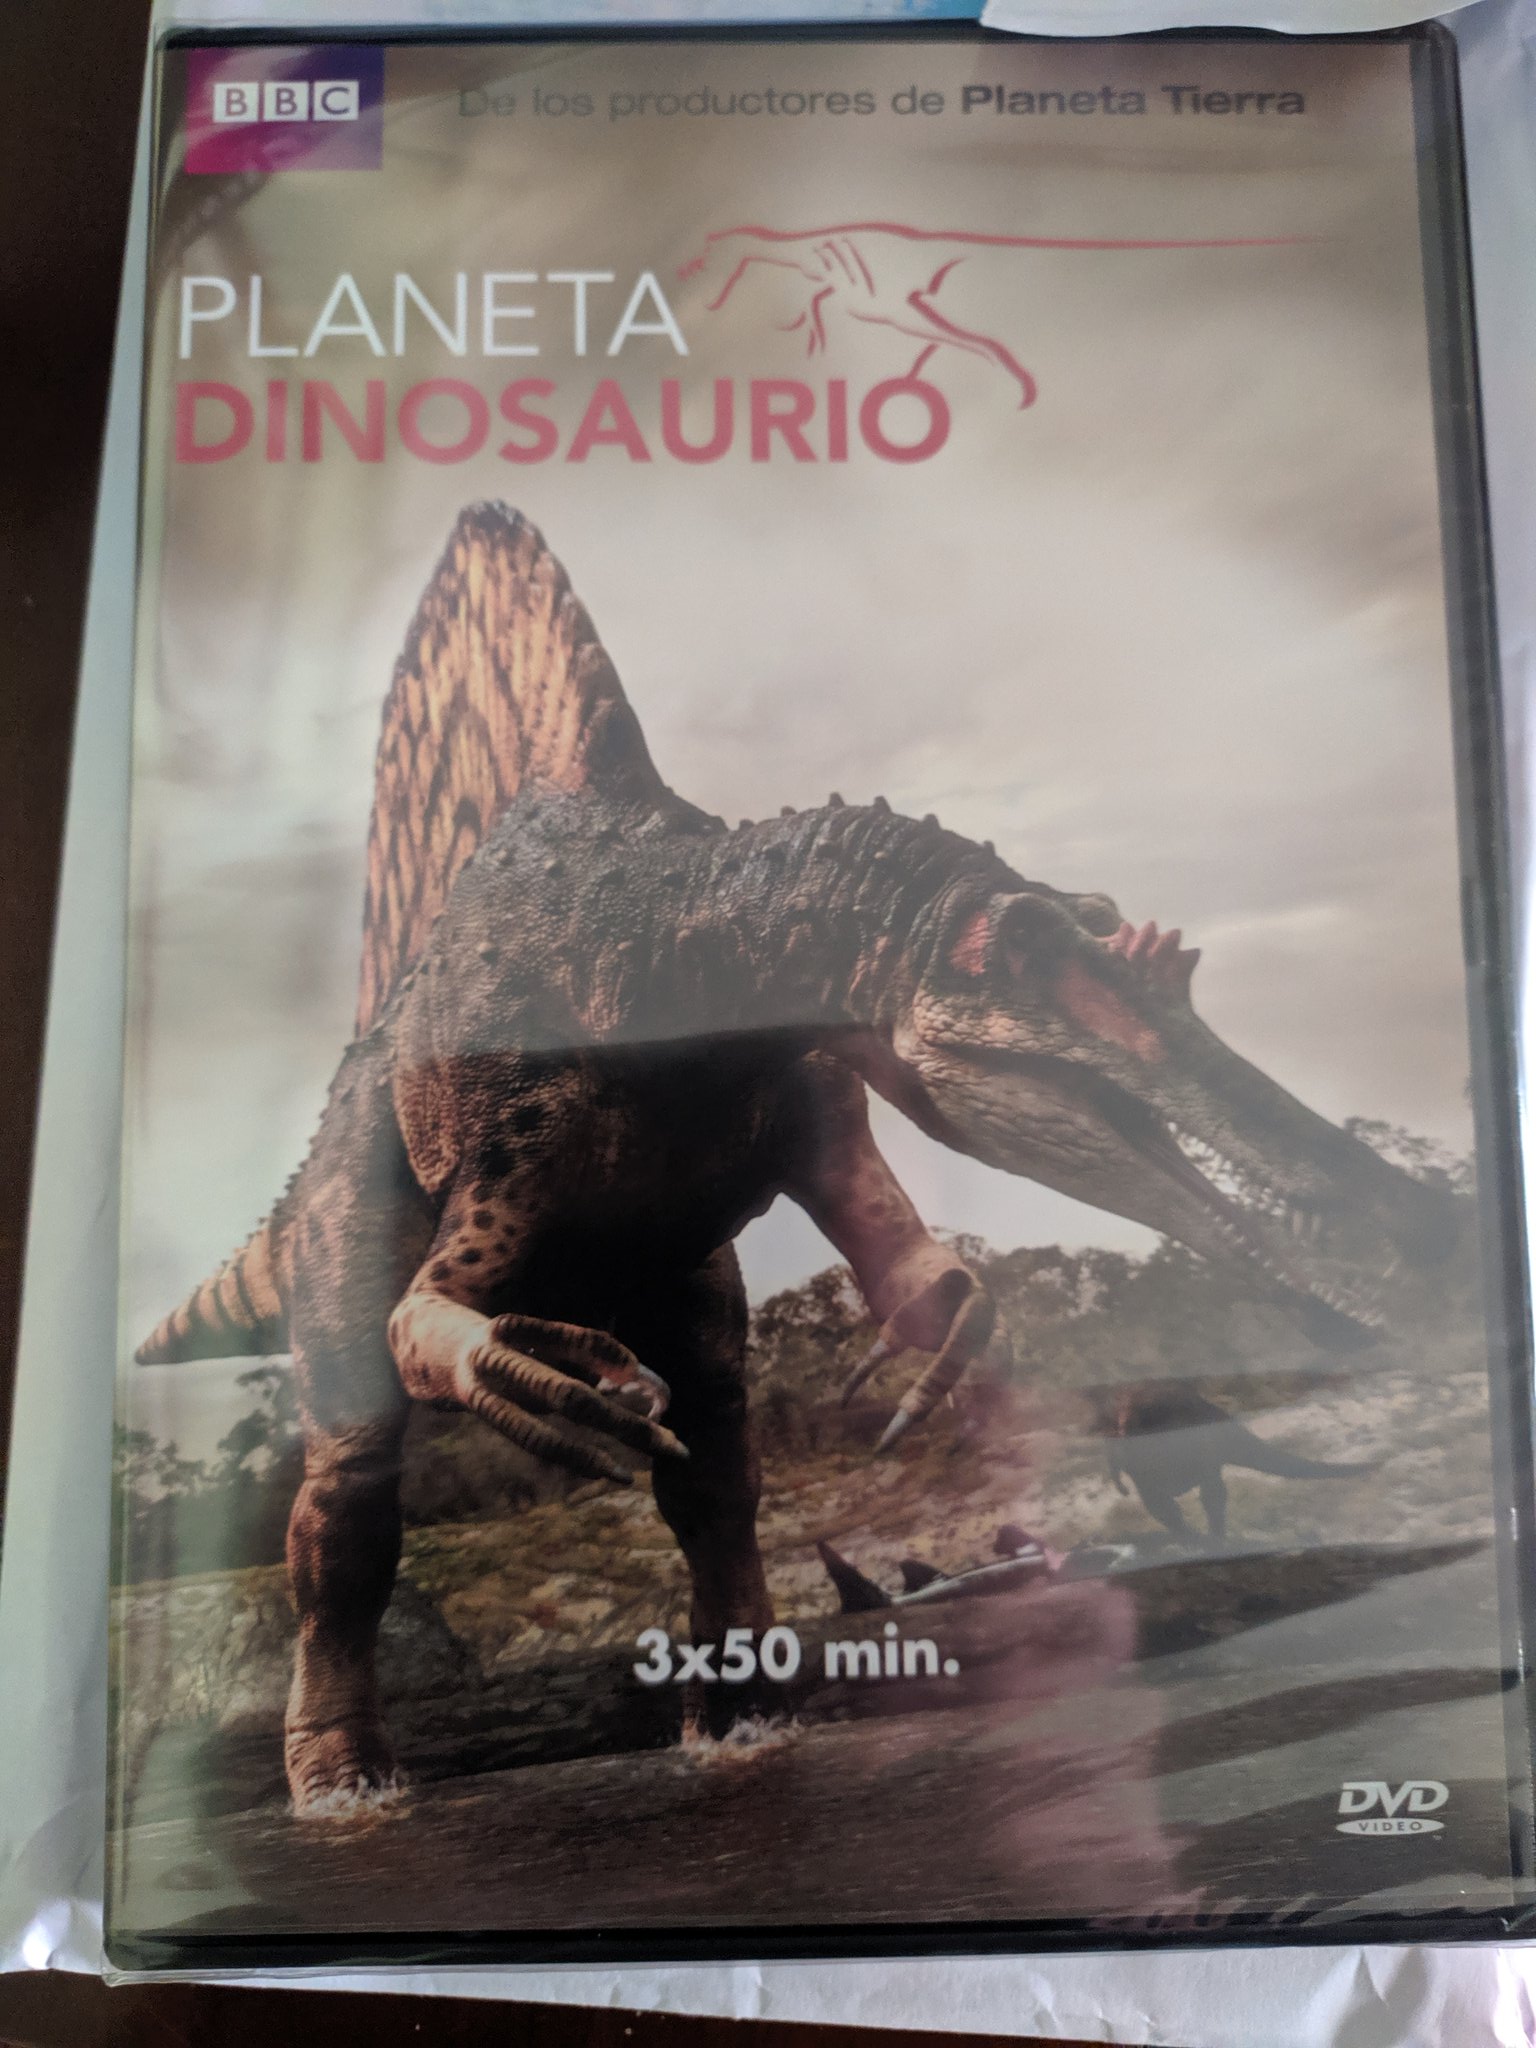 BBC
De los productores de Planeta Tierra
PLANETA
DINOSAURIO
3x50 min.
DVD
VIDEO